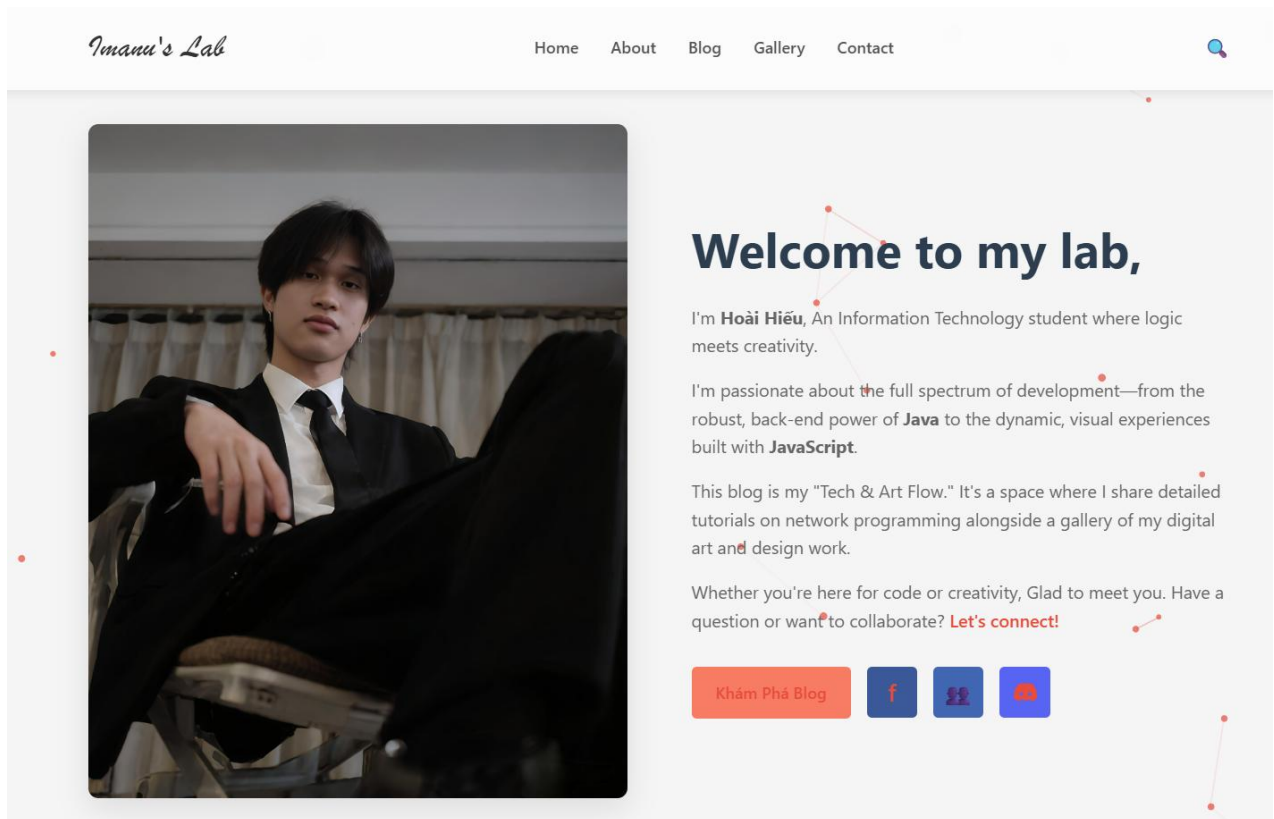 Imanu's Lab
Home About Blog Gallery Contact
Welcome to my lab,
I'm Hoài Hiếu, An Information Technology student where logic
meets creativity.
I'm passionate about the full spectrum of development—from the
robust, back-end power of Java to the dynamic, visual experiences
built with JavaScript.
This blog is my "Tech & Art Flow." It's a space where I share detailed
tutorials on network programming alongside a gallery of my digital
art and design work.
Whether you're here for code or creativity, Glad to meet you. Have a
question or want to collaborate? Let's connect!
Khám Phá Blog f